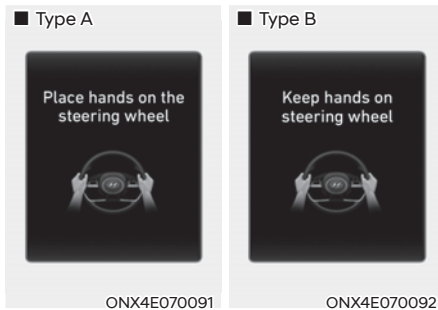 ■ Type A
Place hands on the
steering wheel
ONX4E070091
■ Type B
Keep hands on
steering wheel
ONX4E070092